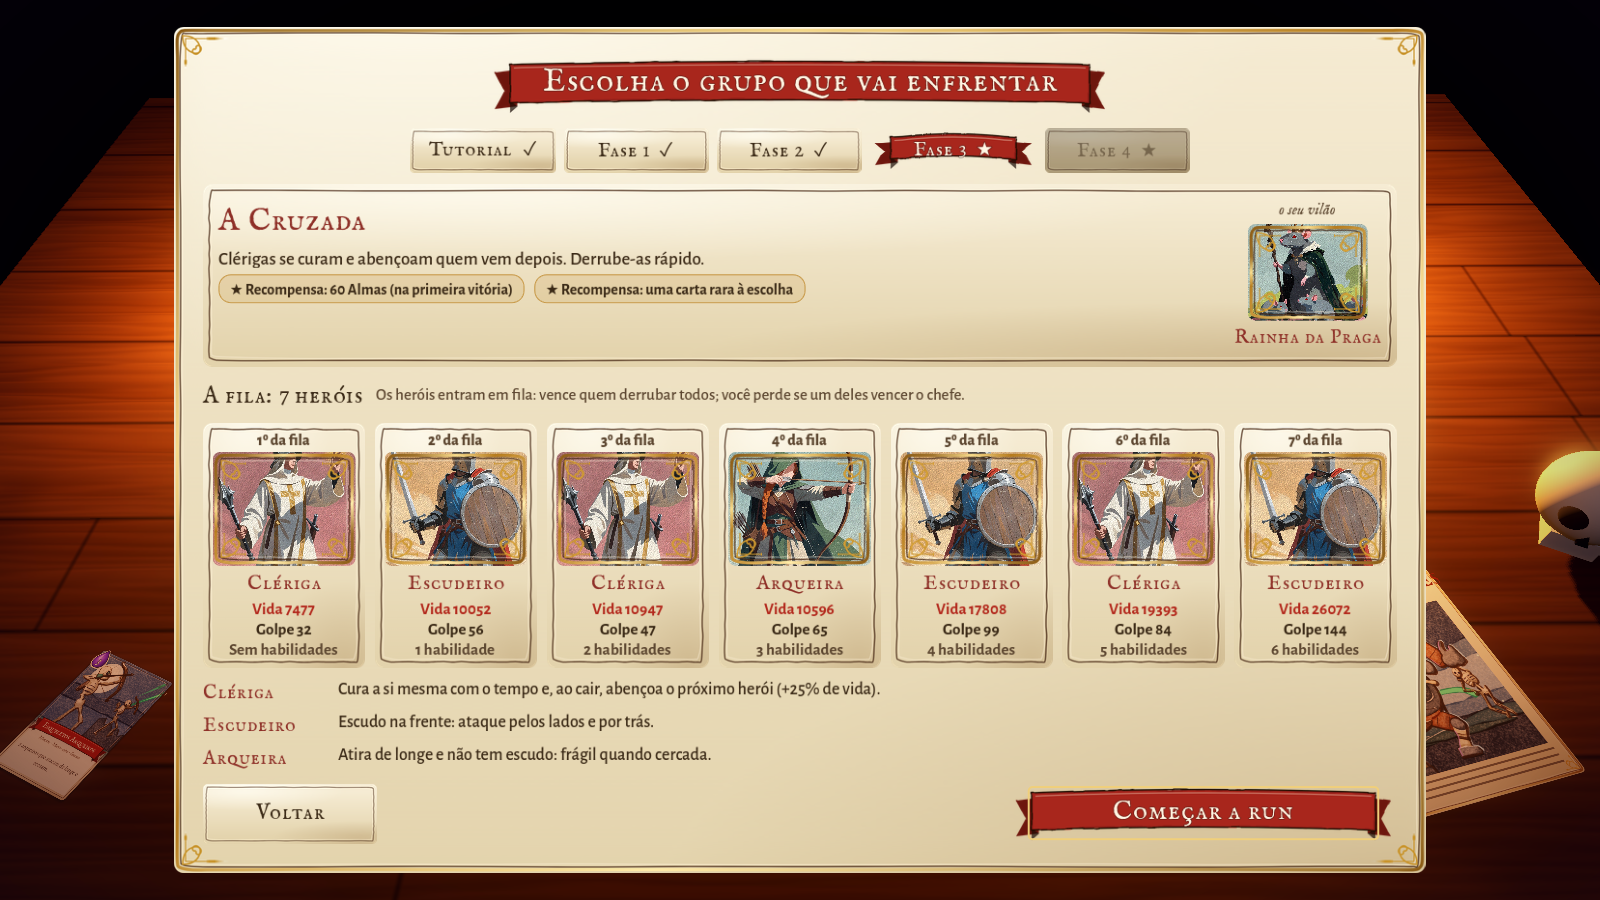 Escolha o grupo que vai enfrentar
Tutorial ✓
Fase 1 ✓
Fase 2 ✓
Fase 3 ★
Fase 4 ★
A Cruzada
Clérigas se curam e abençoam quem vem depois. Derrube-as rápido.
★ Recompensa: 60 Almas (na primeira vitória)
★ Recompensa: uma carta rara à escolha
o seu vilão
Rainha da Praga
A fila: 7 heróis
Os heróis entram em fila: vence quem derrubar todos; você perde se um deles vencer o chefe.
1º da fila
Clériga
Vida 7477
Golpe 32
Sem habilidades
2º da fila
Escudeiro
Vida 10052
Golpe 56
1 habilidade
3º da fila
Clériga
Vida 10947
Golpe 47
2 habilidades
4º da fila
Arqueira
Vida 10596
Golpe 65
3 habilidades
5º da fila
Escudeiro
Vida 17808
Golpe 99
4 habilidades
6º da fila
Clériga
Vida 19393
Golpe 84
5 habilidades
7º da fila
Escudeiro
Vida 26072
Golpe 144
6 habilidades
Clériga
Cura a si mesma com o tempo e, ao cair, abençoa o próximo herói (+25% de vida).
Escudeiro
Escudo na frente: ataque pelos lados e por trás.
Arqueira
Atira de longe e não tem escudo: frágil quando cercada.
Voltar
Começar a run